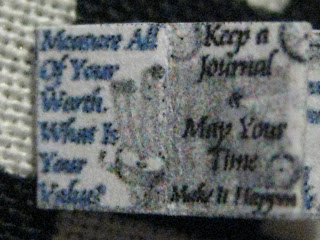 Measure All
Of Your
Worth.
What Is
Your
Value?
Keep a
Journal
&
Map Your
Time
Make It Happen